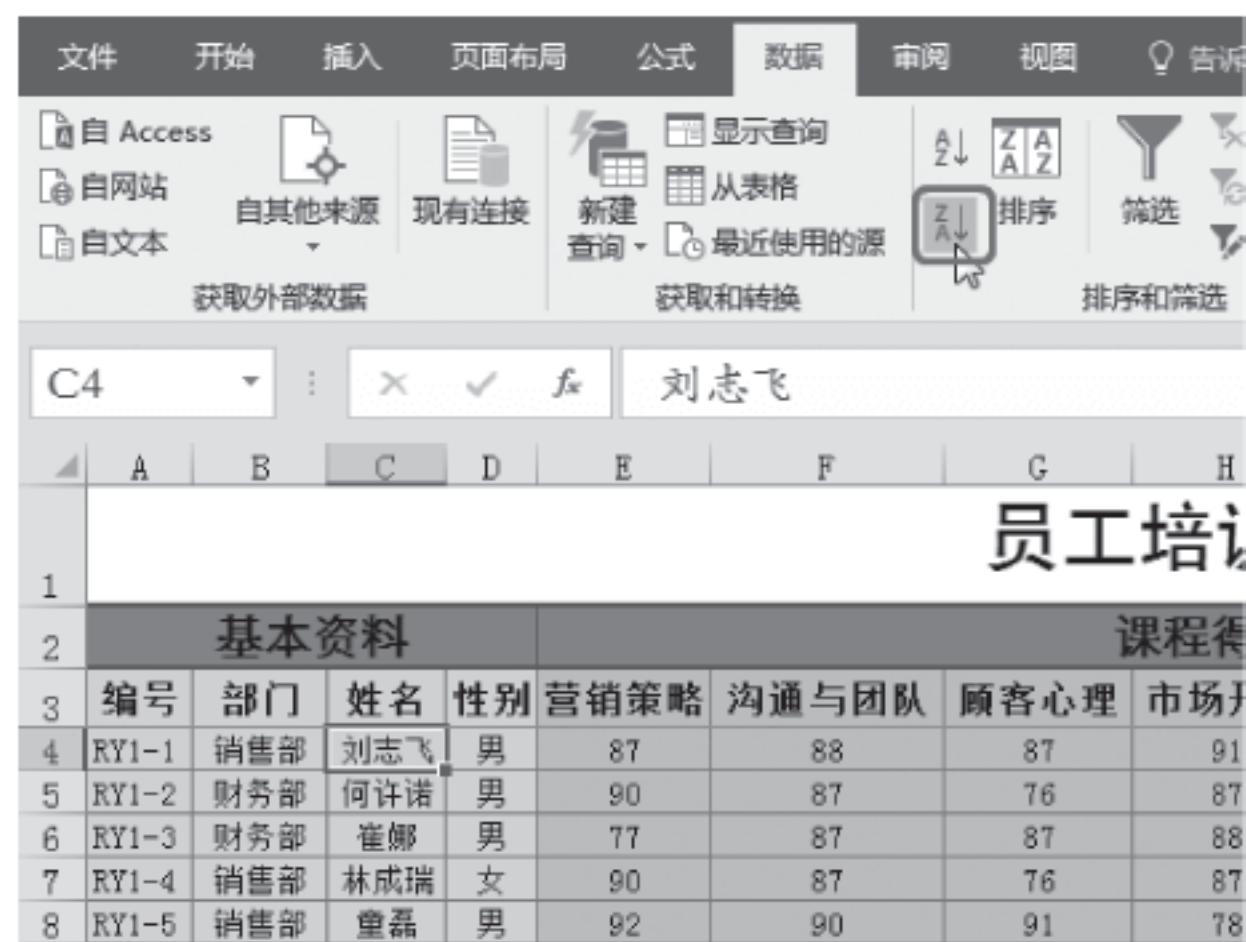 文件 开始 插入 页面布局 公式 数据 审阅 视图 告诉
自 Access
自网站
自文本
自其他来源
现有连接
新建
查询
显示查询
从表格
最近使用的源
排序
筛选
获取外部数据 获取和转换 排序和筛选
C4 fx 刘志飞
A B C D E F G H
1 员工培
2 基本资料 课程得
3 编号 部门 姓名 性别 营销策略 沟通与团队 顾客心理 市场开
4 RY1-1 销售部 刘志飞 男 87 88 87 91
5 RY1-2 财务部 何许诺 男 90 87 76 87
6 RY1-3 财务部 崔娜 男 77 87 87 88
7 RY1-4 销售部 林成瑞 女 90 87 76 87
8 RY1-5 销售部 童磊 男 92 90 91 78